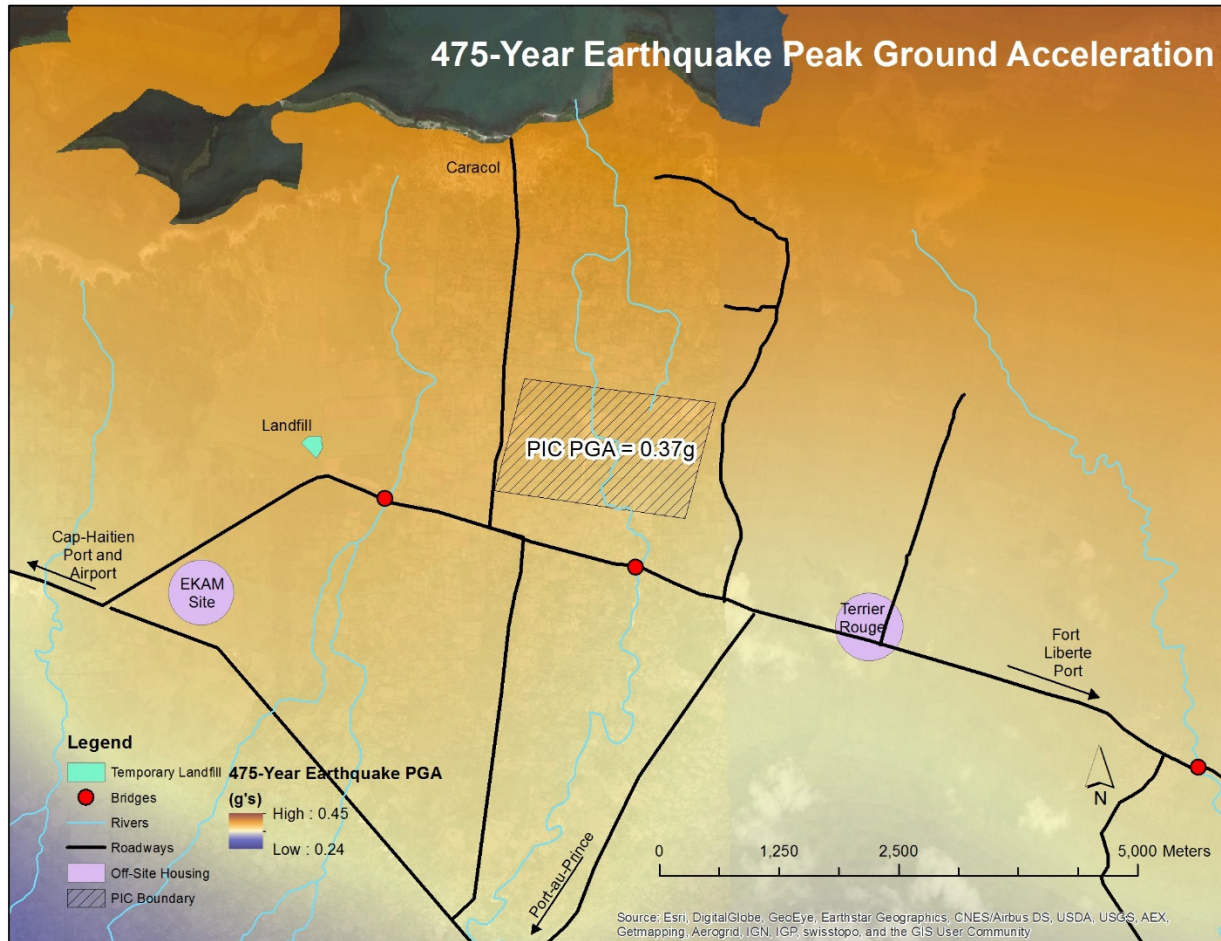 475-Year Earthquake Peak Ground Acceleration
Caracol
Landfill
PIC PGA = 0.37g
Cap-Haitien
Port and
Airport
EKAM
Site
Terrier
Rouge
Fort
Liberte
Port
Legend
Temporary Landfill
Bridges
Rivers
Roadways
Off-Site Housing
PIC Boundary
475-Year Earthquake PGA
(g's)
High : 0.45
Low : 0.24
Port-au-Prince
N
0 1,250 2,500 5,000 Meters
Source: Esri, DigitalGlobe, GeoEye, Earthstar Geographics, CNES/Airbus DS, USDA, USGS, AEX,
Getmapping, Aerogrid, IGN, IGP, swisstopo, and the GIS User Community